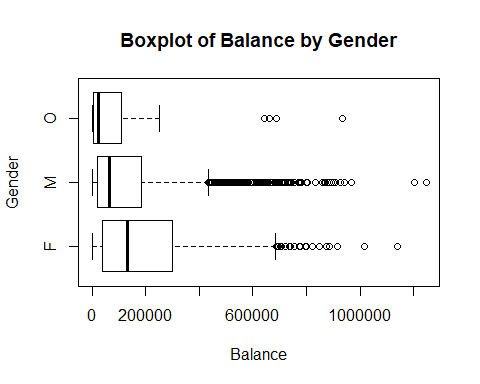 Boxplot of Balance by Gender
Gender
O
M
F
0 200000 600000 1000000
Balance